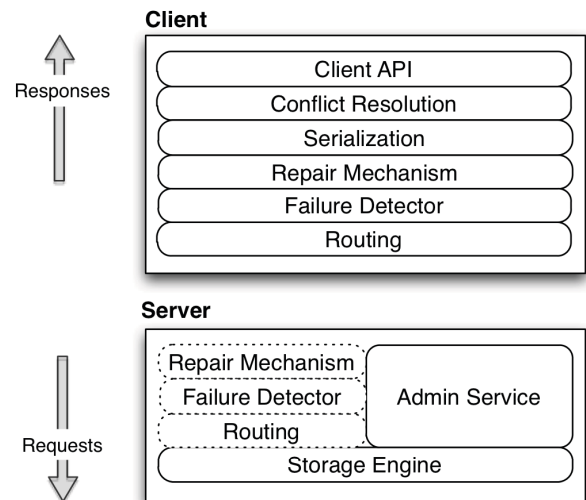 Client
Responses
Client API
Conflict Resolution
Serialization
Repair Mechanism
Failure Detector
Routing
Server
Requests
Repair Mechanism
Failure Detector
Routing
Admin Service
Storage Engine